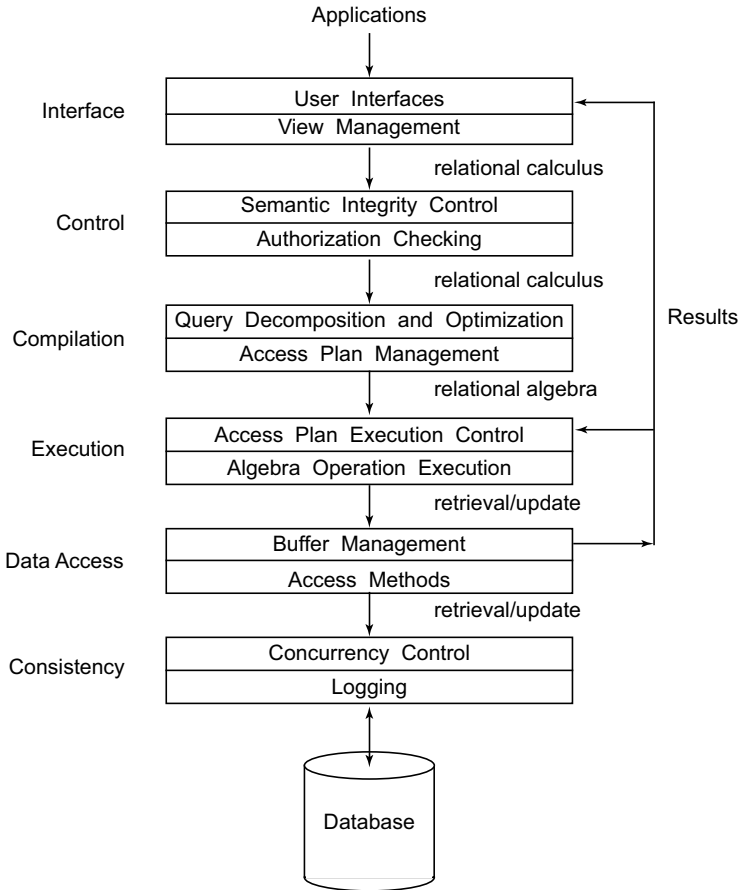 Applications
Interface
User Interfaces
View Management
relational calculus
Control
Semantic Integrity Control
Authorization Checking
relational calculus
Compilation
Query Decomposition and Optimization
Access Plan Management
Results
relational algebra
Execution
Access Plan Execution Control
Algebra Operation Execution
retrieval/update
Data Access
Buffer Management
Access Methods
retrieval/update
Consistency
Concurrency Control
Logging
Database